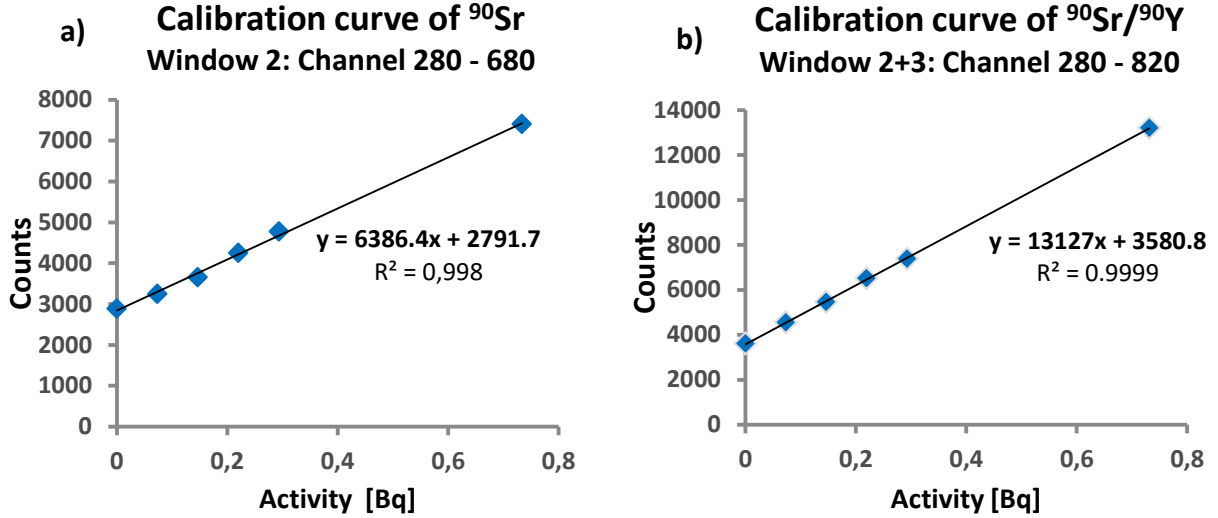 a)
Calibration curve of ⁹⁰Sr
Window 2: Channel 280 - 680
8000
7000
6000
5000
4000
3000
2000
1000
0
Counts
y = 6386.4x + 2791.7
R² = 0,998
0 0,2 0,4 0,6 0,8
Activity [Bq]
b)
Calibration curve of ⁹⁰Sr/⁹⁰Y
Window 2+3: Channel 280 - 820
14000
12000
10000
8000
6000
4000
2000
0
Counts
y = 13127x + 3580.8
R² = 0.9999
0 0,2 0,4 0,6 0,8
Activity [Bq]